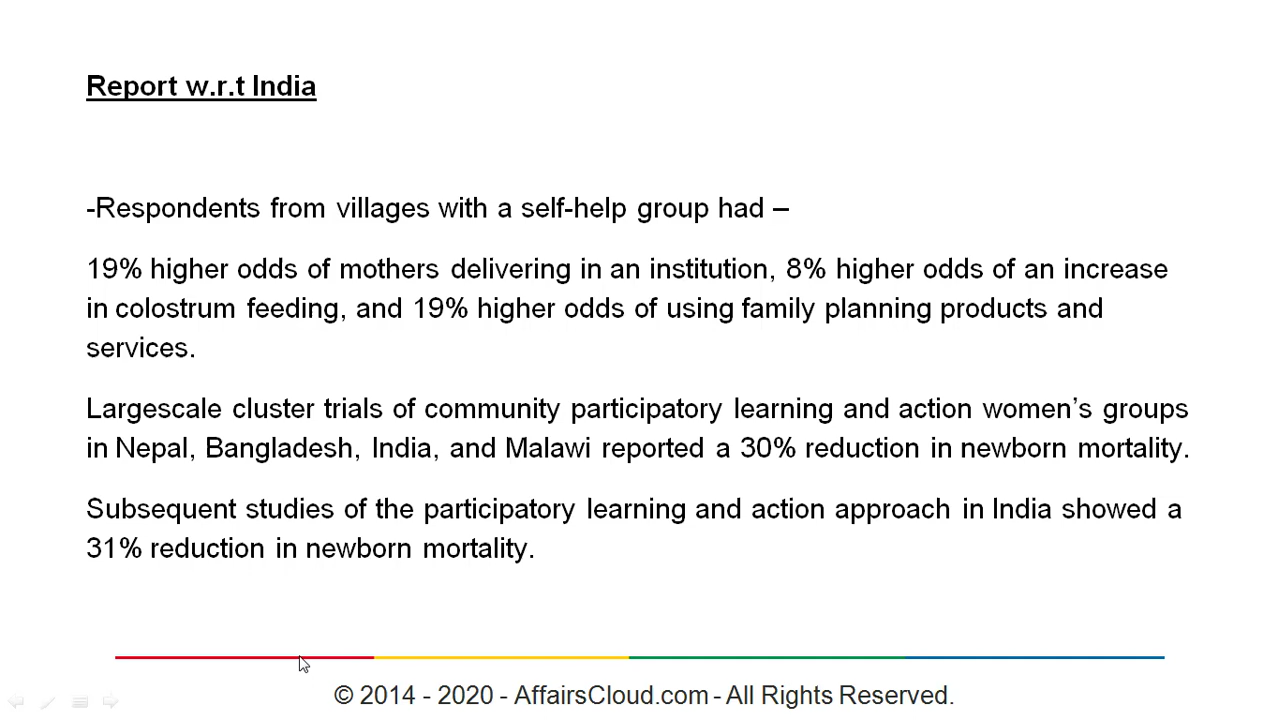 Report w.r.t India
-Respondents from villages with a self-help group had –
19% higher odds of mothers delivering in an institution, 8% higher odds of an increase
in colostrum feeding, and 19% higher odds of using family planning products and
services.
Largescale cluster trials of community participatory learning and action women’s groups
in Nepal, Bangladesh, India, and Malawi reported a 30% reduction in newborn mortality.
Subsequent studies of the participatory learning and action approach in India showed a
31% reduction in newborn mortality.
© 2014 - 2020 - AffairsCloud.com - All Rights Reserved.